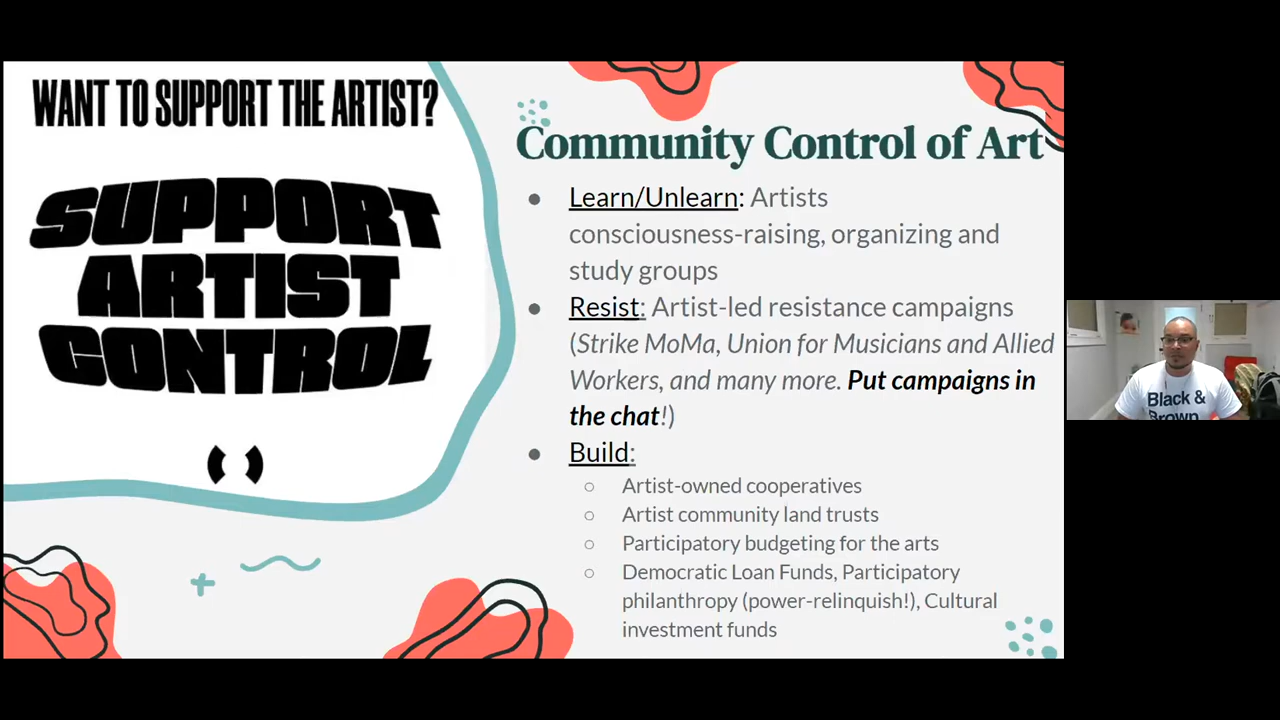 WANT TO SUPPORT THE ARTIST?
SUPPORT
ARTIST
CONTROL
Community Control of Art
● Learn/Unlearn: Artists
consciousness-raising, organizing and
study groups
● Resist: Artist-led resistance campaigns
(Strike MoMa, Union for Musicians and Allied
Workers, and many more. Put campaigns in
the chat!)
● Build:
○ Artist-owned cooperatives
○ Artist community land trusts
○ Participatory budgeting for the arts
○ Democratic Loan Funds, Participatory
philanthropy (power-relinquish!), Cultural
investment funds
Black &
Brown